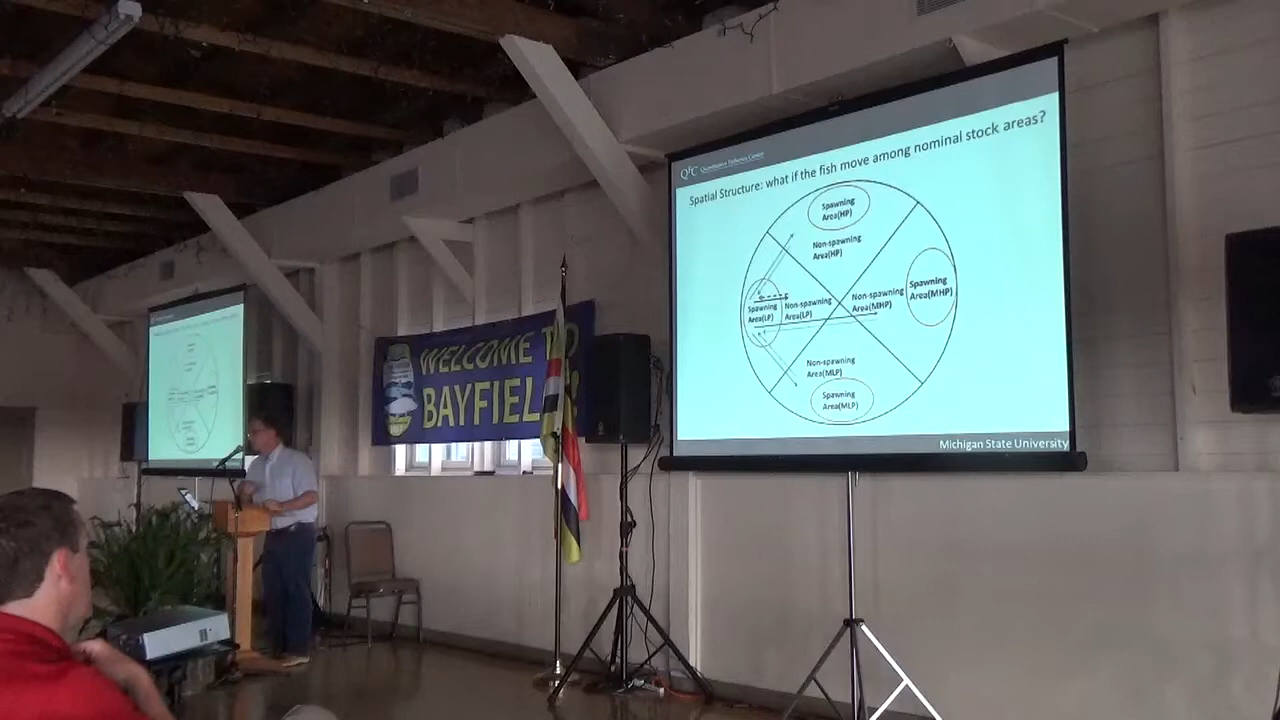 QFC Quantitative Fisheries Center
Spatial Structure: what if the fish move among nominal stock areas?
Spawning
Area(HP)
Non-spawning
Area(HP)
Spawning
Area(LP)
Non-spawning
Area(LP)
Non-spawning
Area(MHP)
Spawning
Area(MHP)
Non-spawning
Area(MLP)
Spawning
Area(MLP)
Michigan State University
WELCOME TO
BAYFIEL